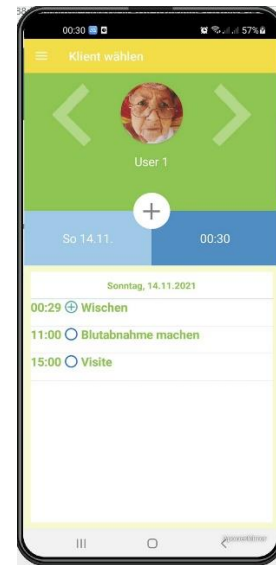 00:30 57%
Klient wählen
User 1
So 14.11. 00:30
Sonntag, 14.11.2021
00:29 Wischen
11:00 Blutabnahme machen
15:00 Visite